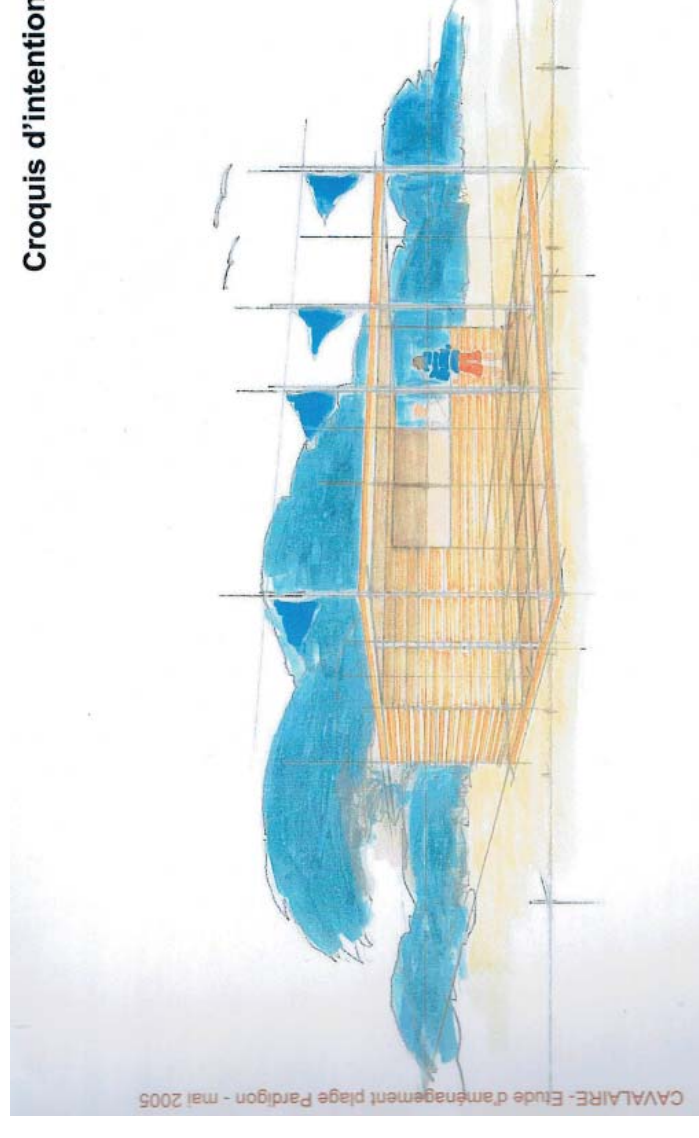 Croquis d'intention
CAVALAIRE - Etude d'aménagement plage Pardigon - mai 2005